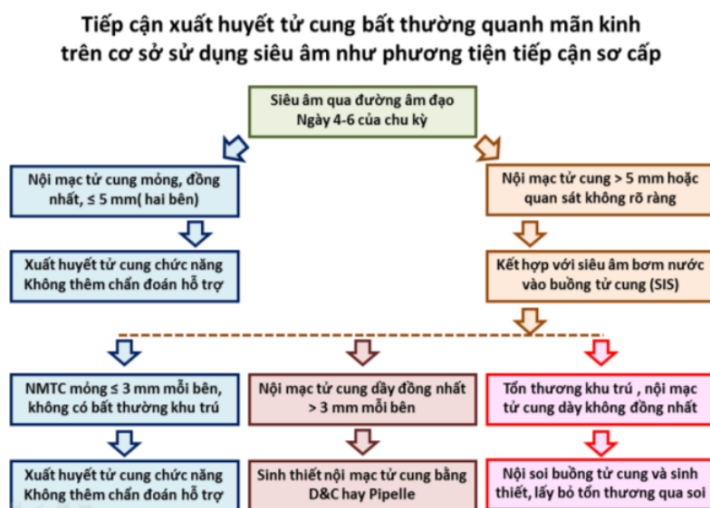 Tiếp cận xuất huyết tử cung bất thường quanh mãn kinh
trên cơ sở sử dụng siêu âm như phương tiện tiếp cận sơ cấp
Siêu âm qua đường âm đạo
Ngày 4-6 của chu kỳ
Nội mạc tử cung mỏng, đồng
nhất, ≤ 5 mm( hai bên)
Nội mạc tử cung > 5 mm hoặc
quan sát không rõ ràng
Xuất huyết tử cung chức năng
Không thêm chẩn đoán hỗ trợ
Kết hợp với siêu âm bơm nước
vào buồng tử cung (SIS)
NMTC mỏng ≤ 3 mm mỗi bên,
không có bất thường khu trú
Nội mạc tử cung dầy đồng nhất
> 3 mm mỗi bên
Tổn thương khu trú , nội mạc
tử cung dày không đồng nhất
Xuất huyết tử cung chức năng
Không thêm chẩn đoán hỗ trợ
Sinh thiết nội mạc tử cung bằng
D&C hay Pipelle
Nội soi buồng tử cung và sinh
thiết, lấy bỏ tổn thương qua soi